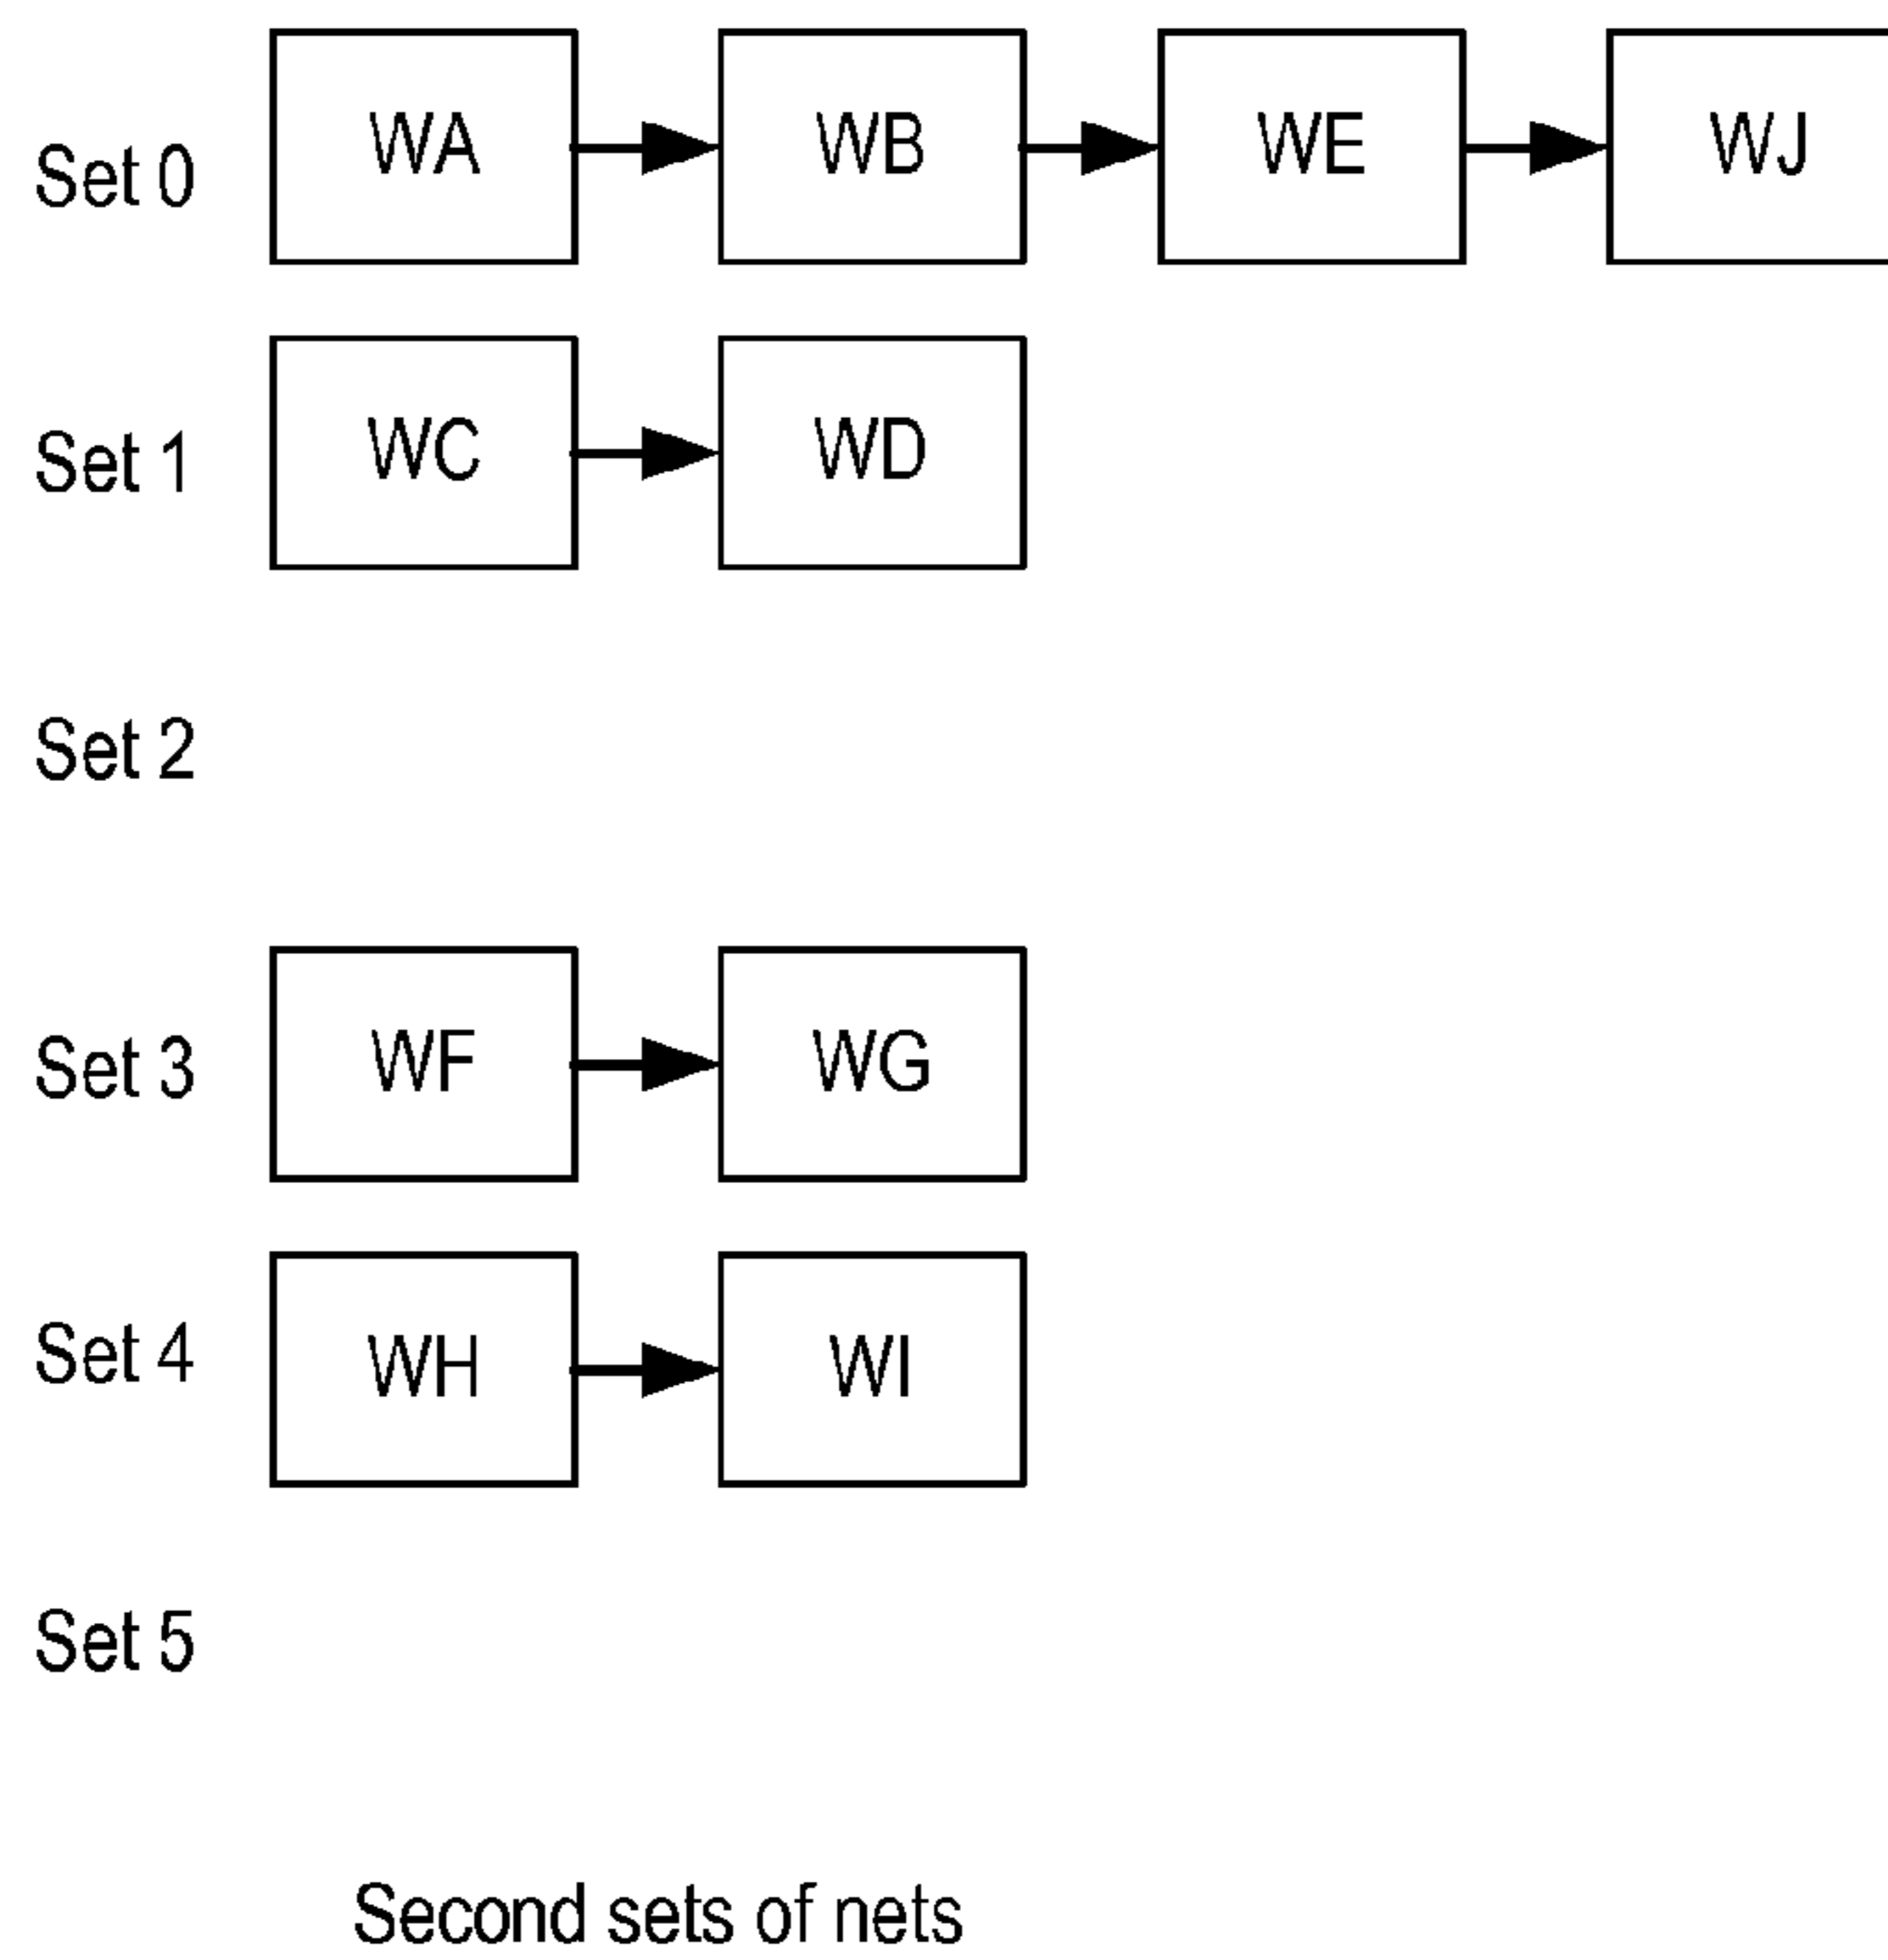 WA WB WE WJ
Set 0
WC WD
Set 1
Set 2
WF WG
Set 3
WH WI
Set 4
Set 5
Second sets of nets